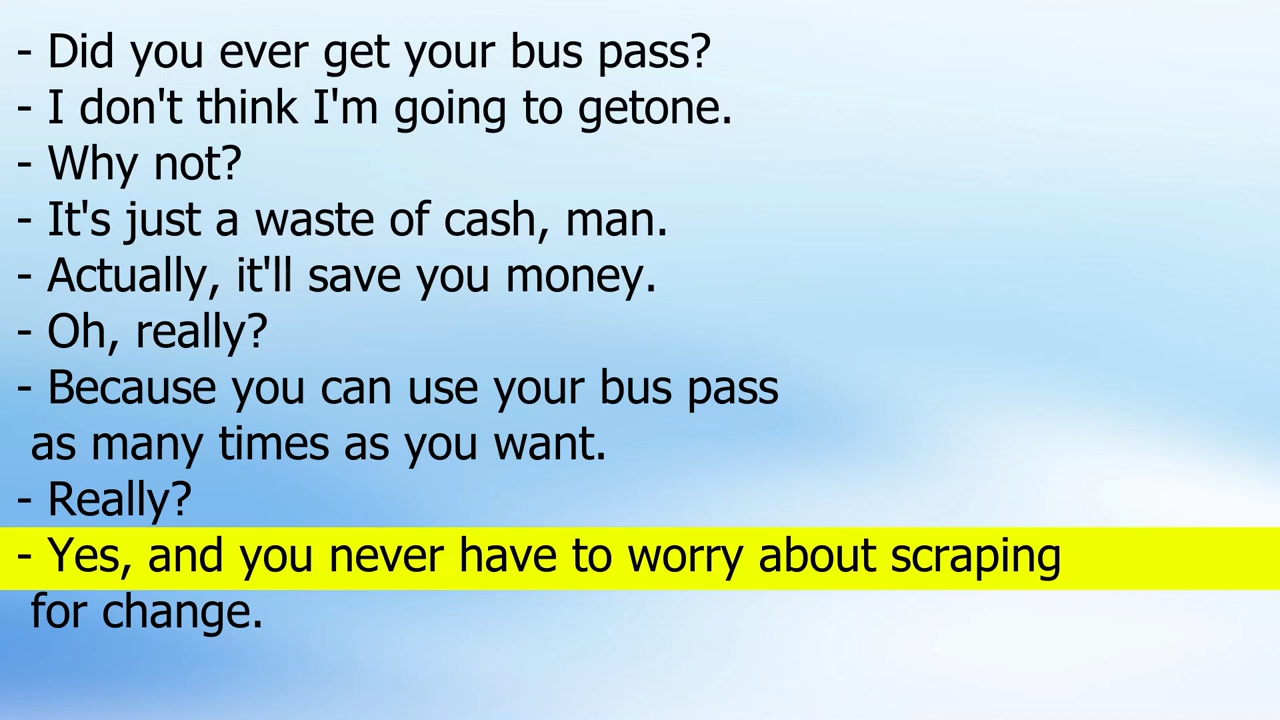 - Did you ever get your bus pass?
- I don't think I'm going to getone.
- Why not?
- It's just a waste of cash, man.
- Actually, it'll save you money.
- Oh, really?
- Because you can use your bus pass
as many times as you want.
- Really?
- Yes, and you never have to worry about scraping
for change.